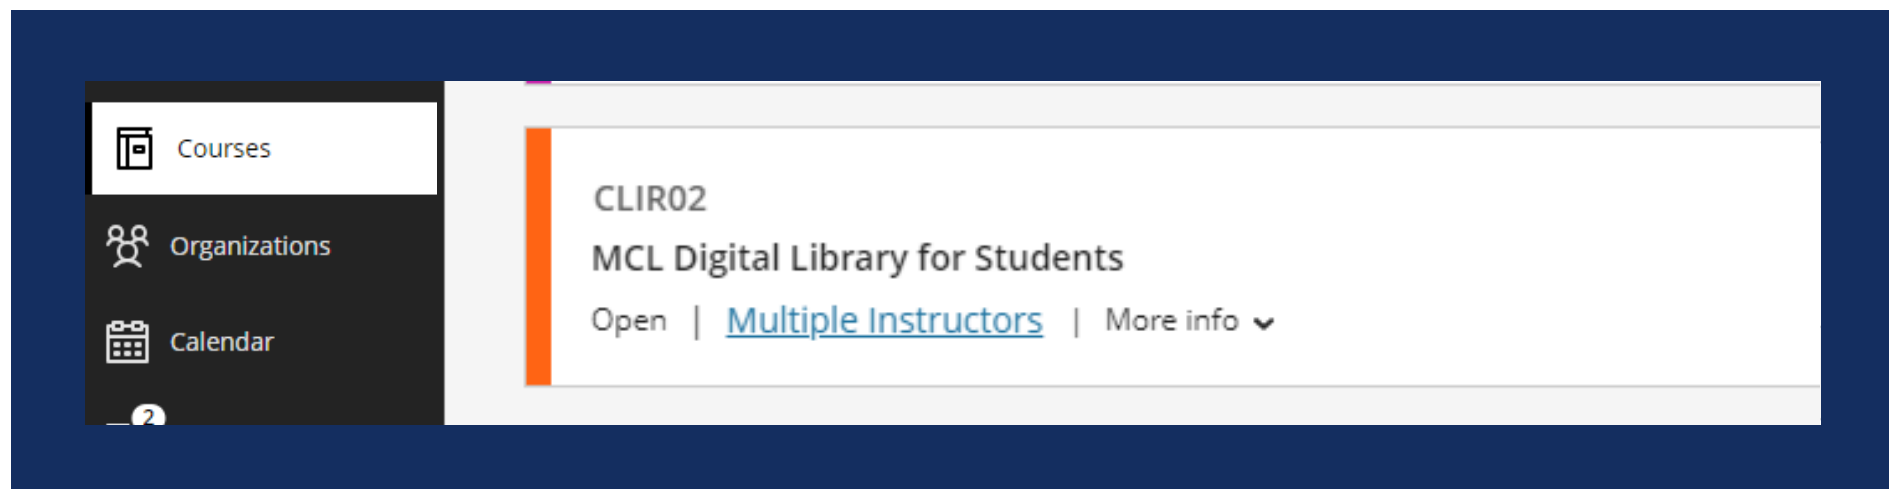 Courses
Organizations
Calendar
2
CLIR02
MCL Digital Library for Students
Open | Multiple Instructors | More info